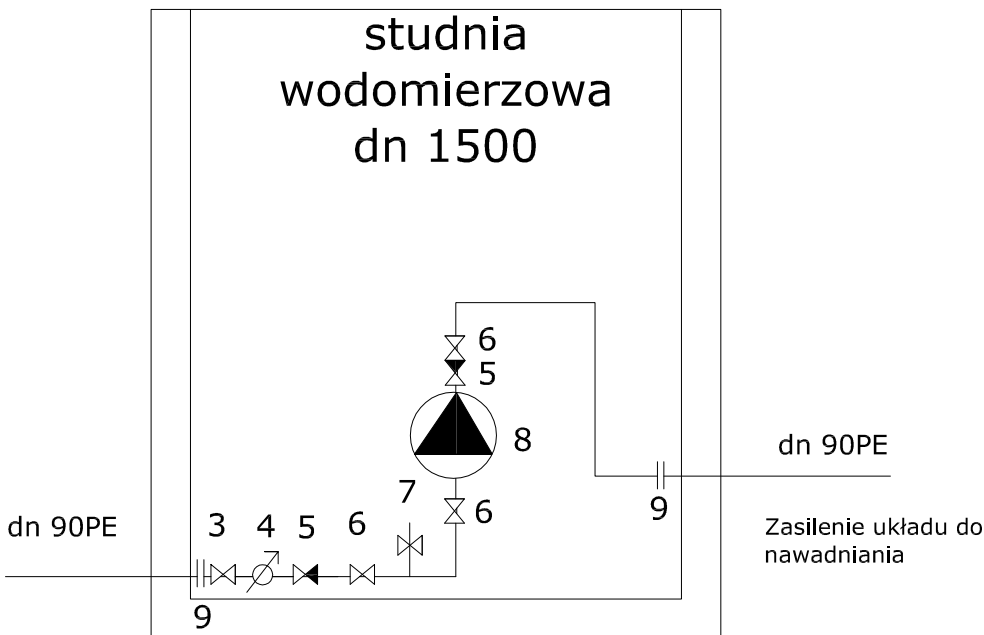 studnia
wodomierzowa
dn 1500
6
5
8
dn 90PE
7
6
9
dn 90PE
3 4 5 6
Zasilenie układu do
nawadniania
9